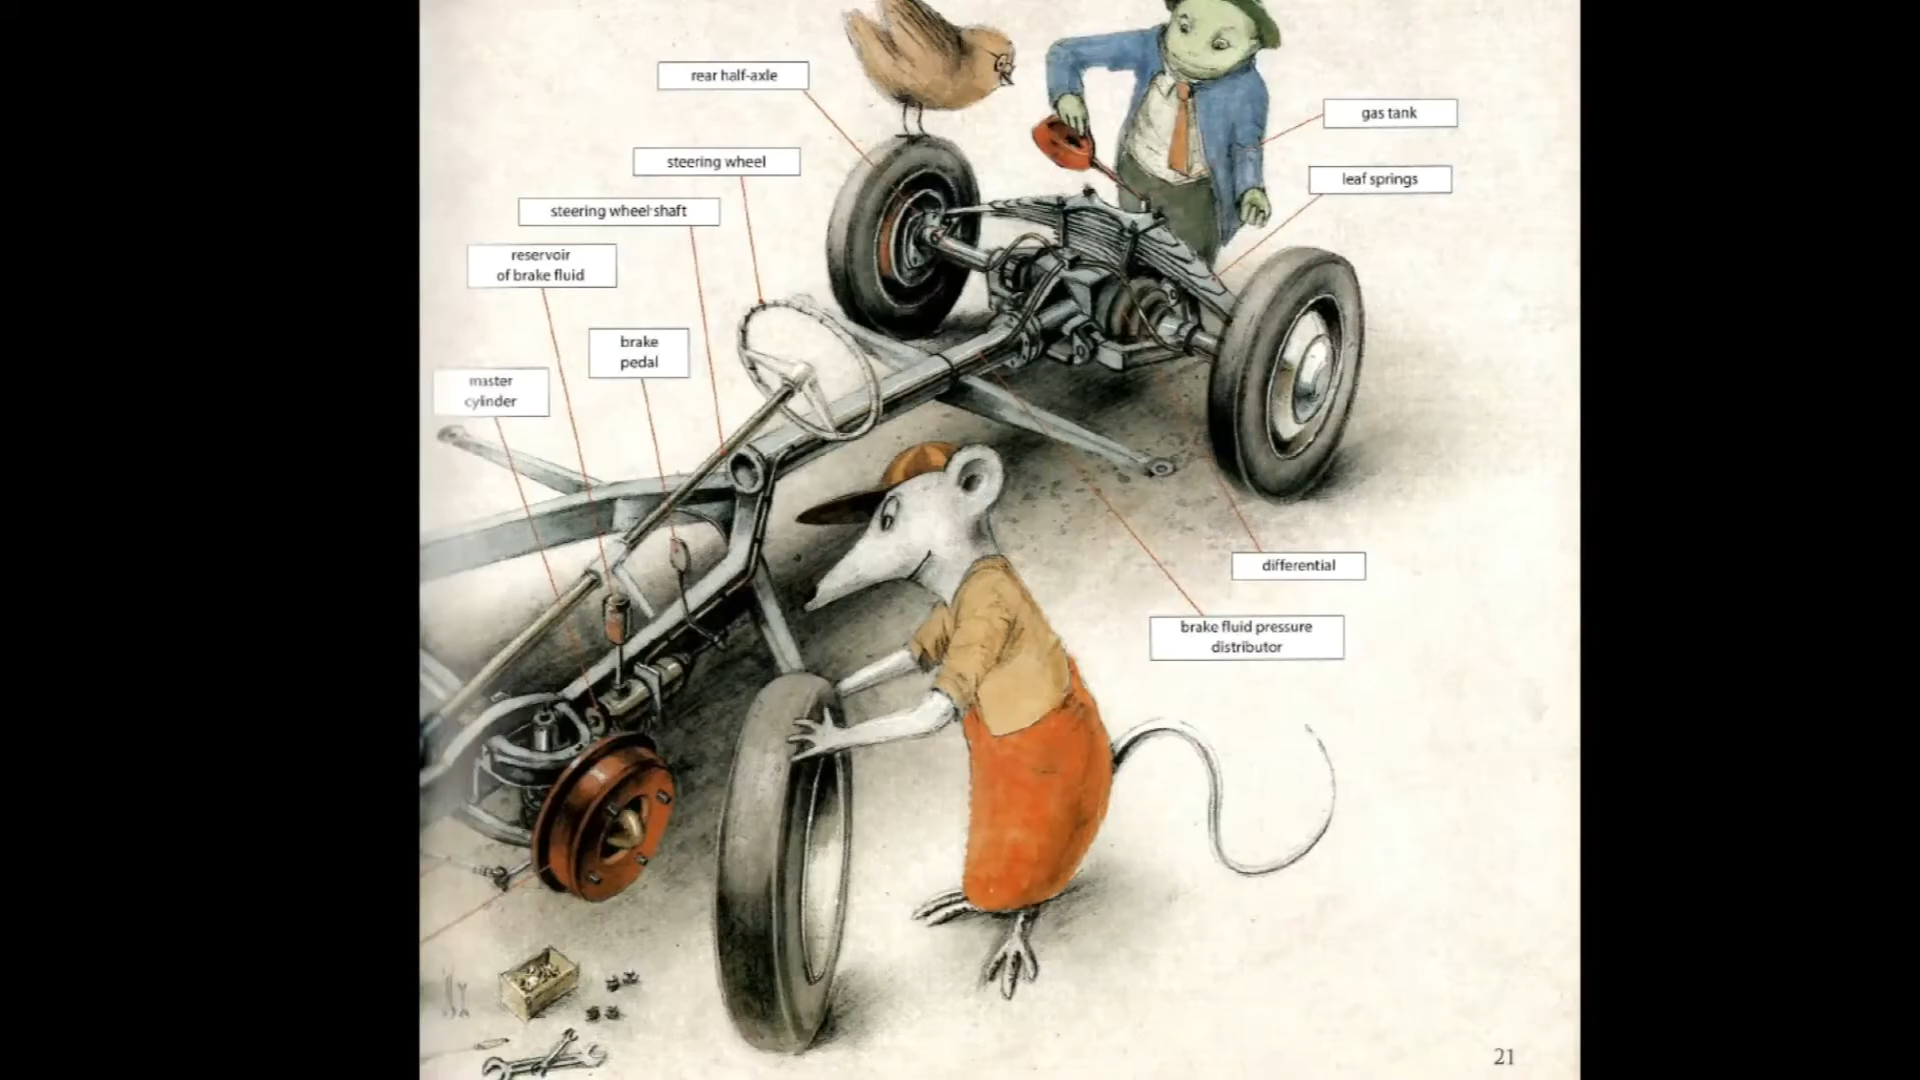 rear half-axle
gas tank
steering wheel
leaf springs
steering wheel shaft
reservoir
of brake fluid
brake
pedal
master
cylinder
differential
brake fluid pressure
distributor
21